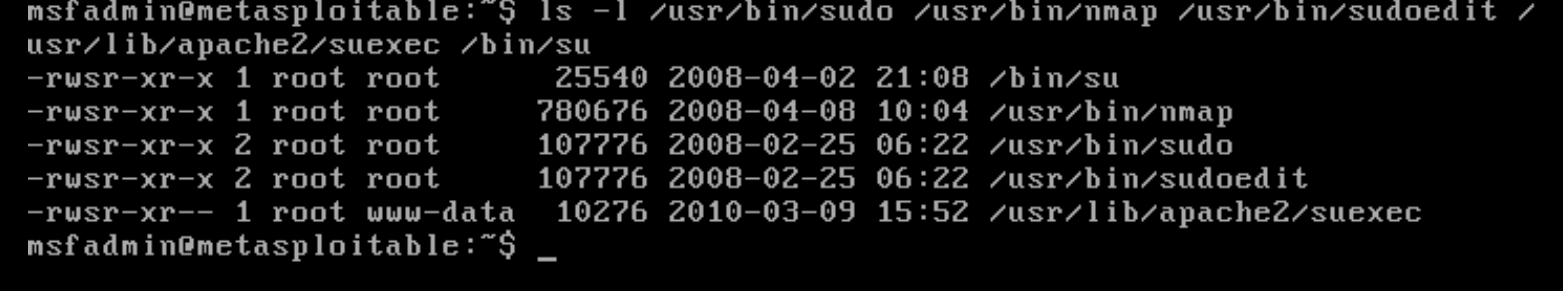 msfadmin@metasploitable:~$ ls -l /usr/bin/sudo /usr/bin/nmap /usr/bin/sudoedit /
usr/lib/apache2/suexec /bin/su
-rwsr-xr-x 1 root root      25540 2008-04-02 21:08 /bin/su
-rwsr-xr-x 1 root root     780676 2008-04-08 10:04 /usr/bin/nmap
-rwsr-xr-x 2 root root     107776 2008-02-25 06:22 /usr/bin/sudo
-rwsr-xr-x 2 root root     107776 2008-02-25 06:22 /usr/bin/sudoedit
-rwsr-xr-- 1 root www-data  10276 2010-03-09 15:52 /usr/lib/apache2/suexec
msfadmin@metasploitable:~$ _